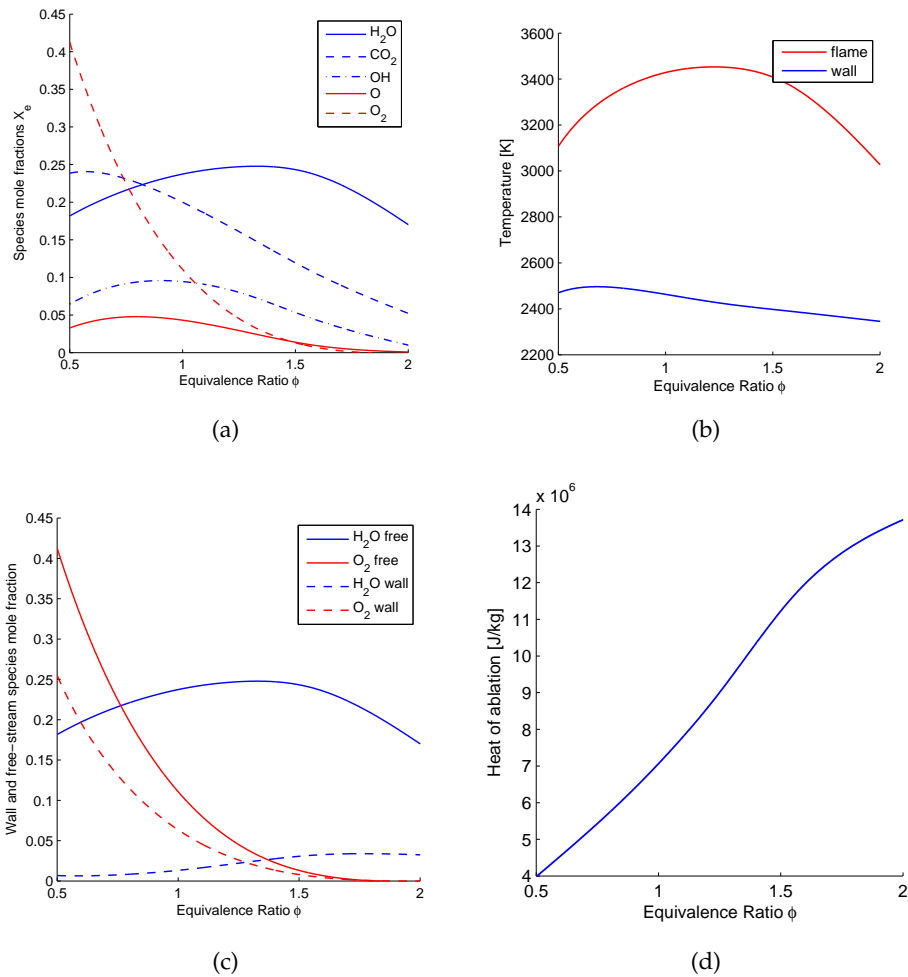 0.45
0.4
0.35
0.3
0.25
0.2
0.15
0.1
0.05
0
0.5
1
1.5
2
Species mole fractions X_e
Equivalence Ratio ϕ
H₂O
CO₂
OH
O
O₂
(a)
3600
3400
3200
3000
2800
2600
2400
2200
0.5
1
1.5
2
Temperature [K]
Equivalence Ratio ϕ
flame
wall
(b)
0.45
0.4
0.35
0.3
0.25
0.2
0.15
0.1
0.05
0
0.5
1
1.5
2
Wall and free−stream species mole fraction
Equivalence Ratio ϕ
H₂O free
O₂ free
H₂O wall
O₂ wall
(c)
x 10⁶
14
13
12
11
10
9
8
7
6
5
4
0.5
1
1.5
2
Heat of ablation [J/kg]
Equivalence Ratio ϕ
(d)